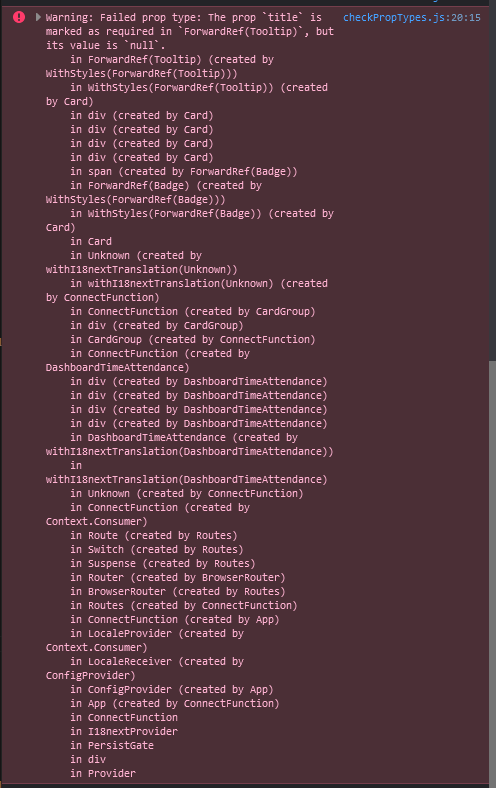 Warning: Failed prop type: The prop `title` is checkPropTypes.js:20:15
marked as required in `ForwardRef(Tooltip)`, but
its value is `null`.
in ForwardRef(Tooltip) (created by
WithStyles(ForwardRef(Tooltip)))
in WithStyles(ForwardRef(Tooltip)) (created
by Card)
in div (created by Card)
in div (created by Card)
in div (created by Card)
in div (created by Card)
in span (created by ForwardRef(Badge))
in ForwardRef(Badge) (created by
WithStyles(ForwardRef(Badge)))
in WithStyles(ForwardRef(Badge)) (created by
Card)
in Card
in Unknown (created by
withI18nextTranslation(Unknown))
in withI18nextTranslation(Unknown) (created
by ConnectFunction)
in ConnectFunction (created by CardGroup)
in div (created by CardGroup)
in CardGroup (created by ConnectFunction)
in ConnectFunction (created by
DashboardTimeAttendance)
in div (created by DashboardTimeAttendance)
in div (created by DashboardTimeAttendance)
in div (created by DashboardTimeAttendance)
in div (created by DashboardTimeAttendance)
in DashboardTimeAttendance (created by
withI18nextTranslation(DashboardTimeAttendance))
in
withI18nextTranslation(DashboardTimeAttendance)
in Unknown (created by ConnectFunction)
in ConnectFunction (created by
Context.Consumer)
in Route (created by Routes)
in Switch (created by Routes)
in Suspense (created by Routes)
in Router (created by BrowserRouter)
in BrowserRouter (created by Routes)
in Routes (created by ConnectFunction)
in ConnectFunction (created by App)
in LocaleProvider (created by
Context.Consumer)
in LocaleReceiver (created by
ConfigProvider)
in ConfigProvider (created by App)
in App (created by ConnectFunction)
in ConnectFunction
in I18nextProvider
in PersistGate
in div
in Provider